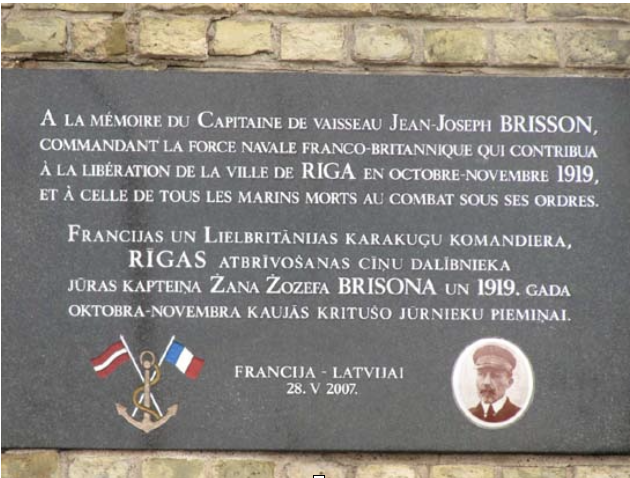 A LA MÉMOIRE DU CAPITAINE DE VAISSEAU JEAN-JOSEPH BRISSON,
COMMANDANT LA FORCE NAVALE FRANCO-BRITANNIQUE QUI CONTRIBUA
À LA LIBÉRATION DE LA VILLE DE RIGA EN OCTOBRE-NOVEMBRE 1919,
ET À CELLE DE TOUS LES MARINS MORTS AU COMBAT SOUS SES ORDRES.
FRANCIJAS UN LIELBRITĀNIJAS KARAKUĢU KOMANDIERA,
RĪGAS ATBRĪVOŠANAS CĪŅU DALĪBNIEKA
JŪRAS KAPTEIŅA ŽANA ŽOZEFA BRISONA UN 1919. GADA
OKTOBRA-NOVEMBRA KAUJĀS KRITUŠO JŪRNIEKU PIEMIŅAI.
FRANCIJA - LATVIJAI
28. V 2007.